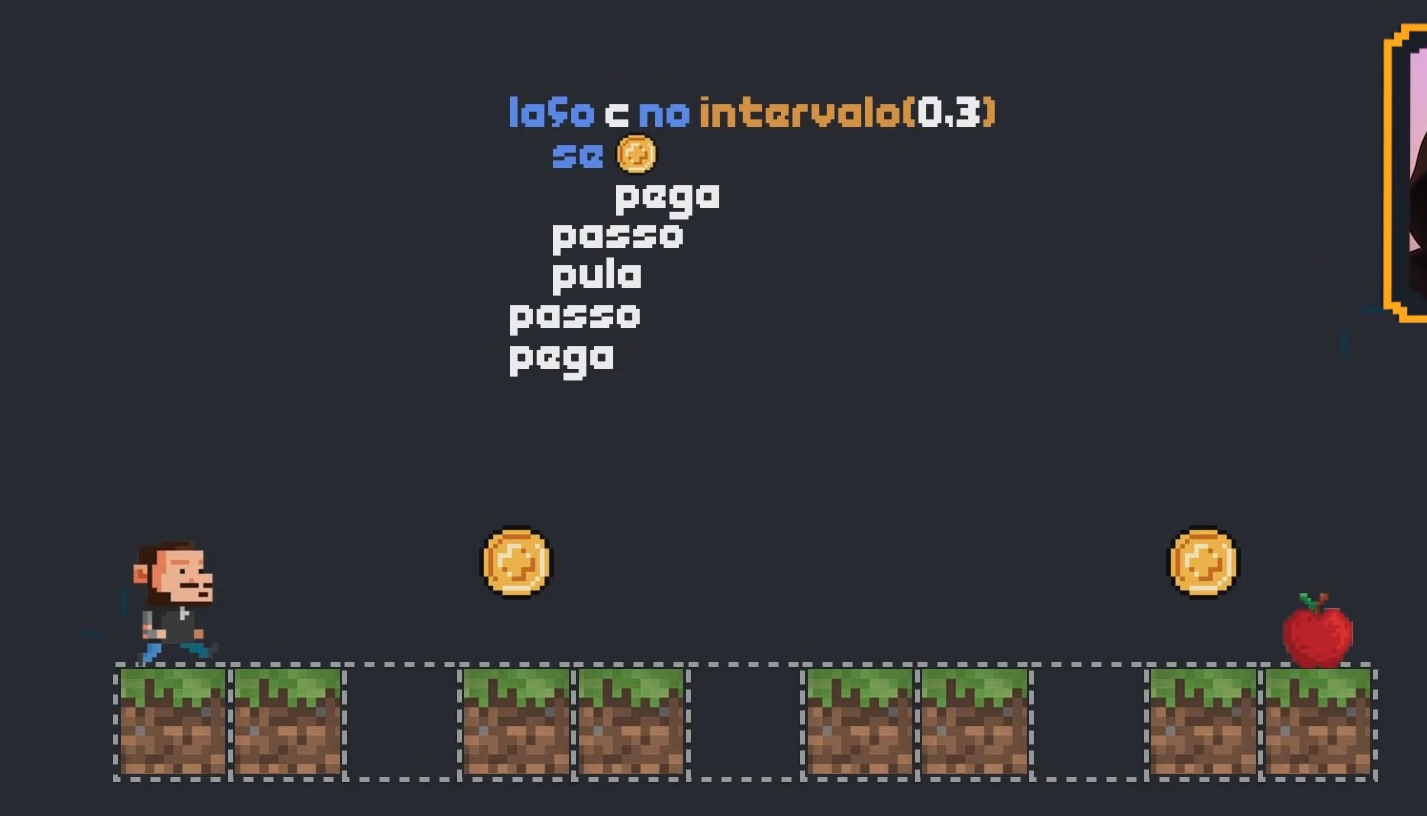 laço c no intervalo(0.3)
se
pega
passo
pula
passo
pega